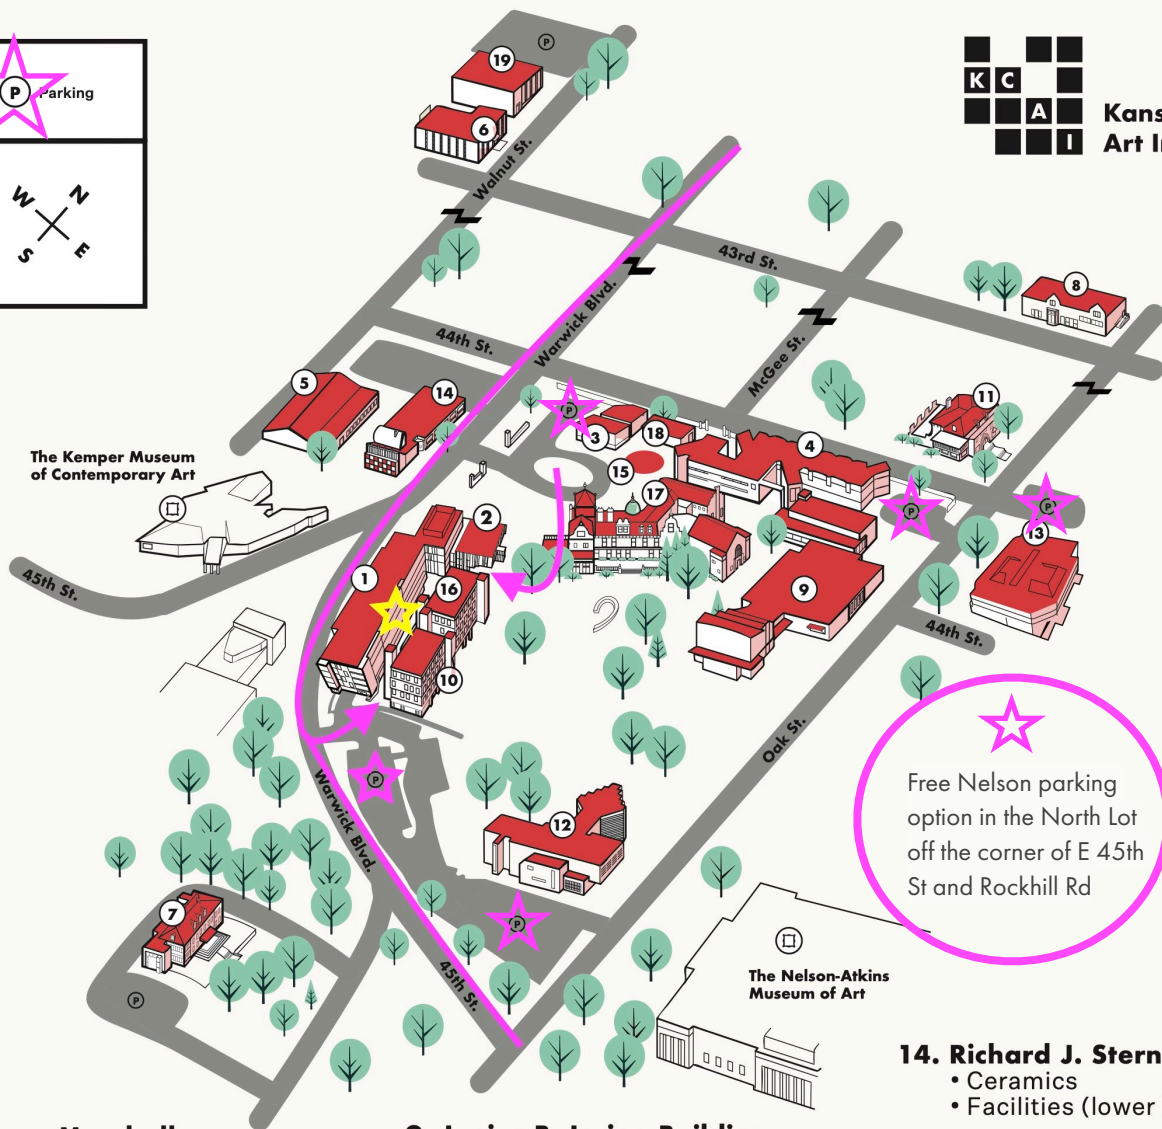 P
Parking
W
N
S
E
K C
A
I
Kans
Art In
P
19
6
Walnut St.
43rd St.
8
Warwick Blvd.
McGee St.
44th St.
5
14
P
3
18
4
11
15
17
P
P
13
The Kemper Museum
of Contemporary Art
2
1
16
9
45th St.
44th St.
10
Oak St.
P
Warwick Blvd.
12
Free Nelson parking
option in the North Lot
off the corner of E 45th
St and Rockhill Rd
7
P
45th St.
P
The Nelson-Atkins
Museum of Art
14. Richard J. Stern
• Ceramics
• Facilities (lower